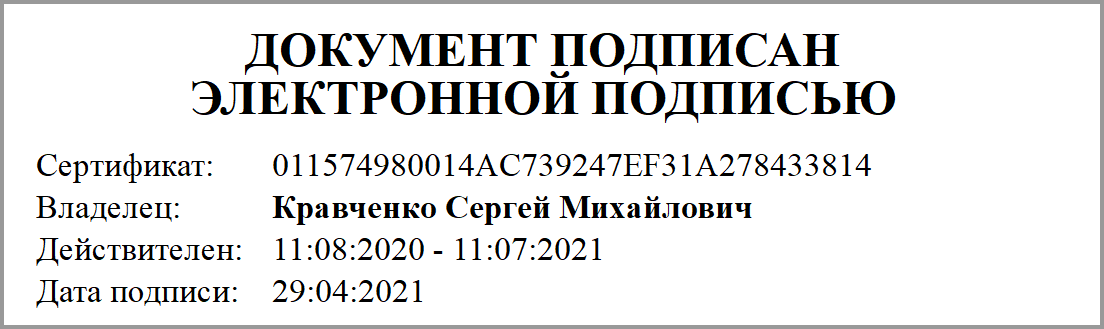 ДОКУМЕНТ ПОДПИСАН
ЭЛЕКТРОННОЙ ПОДПИСЬЮ
Сертификат: 011574980014AC739247EF31A278433814
Владелец: Кравченко Сергей Михайлович
Действителен: 11:08:2020 - 11:07:2021
Дата подписи: 29:04:2021